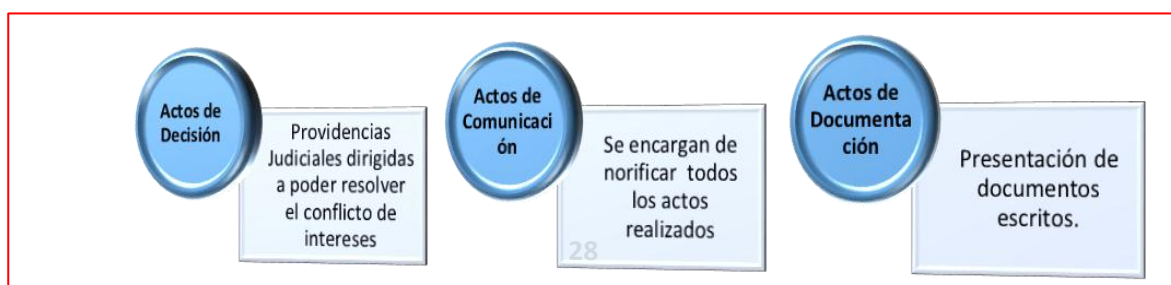 Actos de
Decisión
Providencias
Judiciales dirigidas
a poder resolver
el conflicto de
intereses
Actos de
Comunicaci
ón
Se encargan de
norificar todos
los actos
realizados
28
Actos de
Documenta
ción
Presentación de
documentos
escritos.